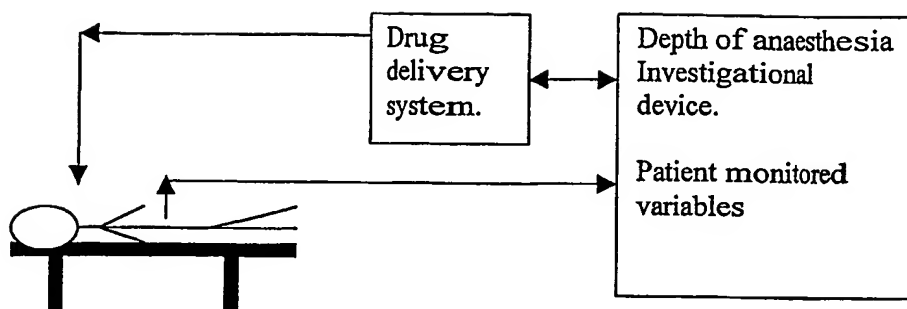 Drug
delivery
system.
Depth of anaesthesia
Investigational
device.
Patient monitored
variables